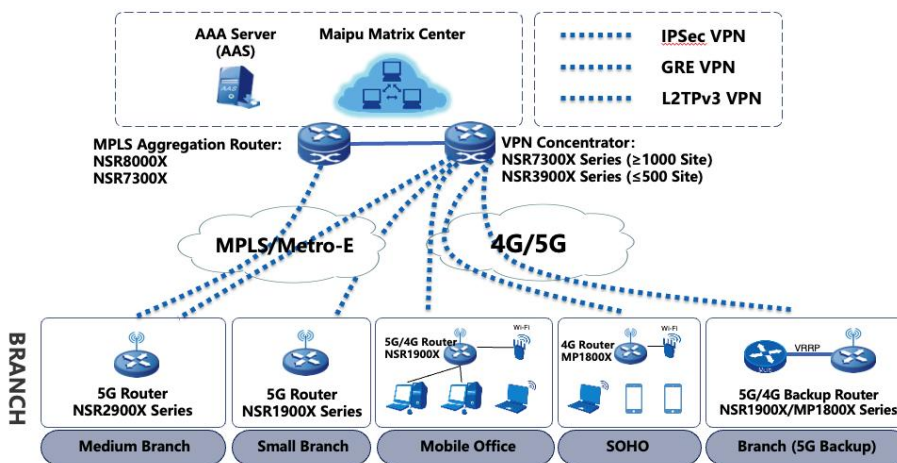 AAA Server
(AAS)
AAS
Maipu Matrix Center
IPSec VPN
GRE VPN
L2TPv3 VPN
MPLS Aggregation Router:
NSR8000X
NSR7300X
VPN Concentrator:
NSR7300X Series (≥1000 Site)
NSR3900X Series (≤500 Site)
MPLS/Metro-E
4G/5G
BRANCH
5G Router
NSR2900X Series
Medium Branch
5G Router
NSR1900X Series
Small Branch
5G/4G Router
NSR1900X
Wi-Fi
Mobile Office
4G Router
MP1800X
Wi-Fi
SOHO
VRRP
5G/4G Backup Router
NSR1900X/MP1800X Series
Branch (5G Backup)